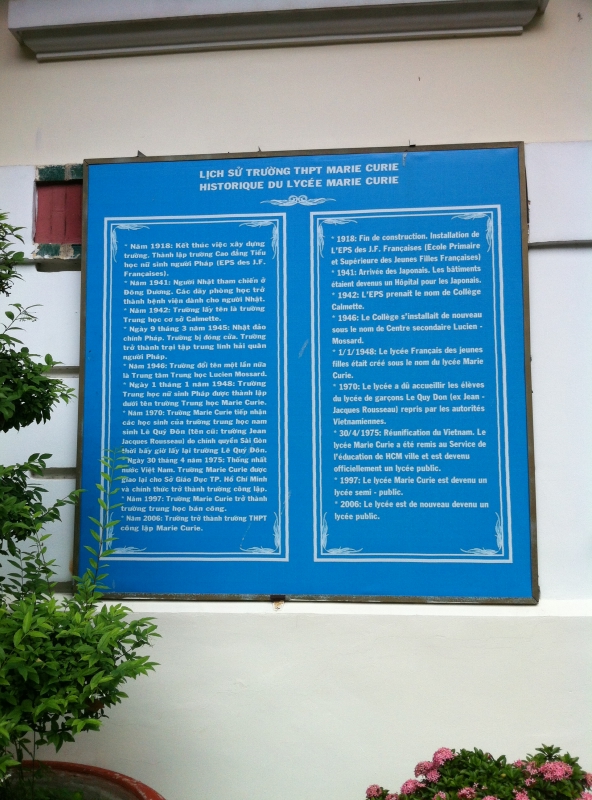 LỊCH SỬ TRƯỜNG THPT MARIE CURIE
HISTORIQUE DU LYCÉE MARIE CURIE
* Năm 1918: Kết thúc việc xây dựng
trường. Thành lập trường Cao đẳng Tiểu
học nữ sinh người Pháp (EPS des J.F.
Françaises).
* Năm 1941: Người Nhật tham chiến ở
Đông Dương. Các dãy phòng học trở
thành bệnh viện dành cho người Nhật.
* Năm 1942: Trường lấy tên là trường
Trung học cơ sở Calmette.
* Ngày 9 tháng 3 năm 1945: Nhật đảo
chính Pháp. Trường bị đóng cửa. Trường
trở thành trại tập trung lính hải quân
người Pháp.
* Năm 1946: Trường đổi tên một lần nữa
là Trung tâm Trung học Lucien Mossard.
* Ngày 1 tháng 1 năm 1948: Trường
Trung học nữ sinh Pháp được thành lập
dưới tên trường Trung học Marie Curie.
* Năm 1970: Trường Marie Curie tiếp nhận
các học sinh của trường trung học nam
sinh Lê Quý Đôn (tên cũ: trường Jean
Jacques Rousseau) do chính quyền Sài Gòn
thời bấy giờ lấy lại trường Lê Quý Đôn.
* Ngày 30 tháng 4 năm 1975: Thống nhất
nước Việt Nam. Trường Marie Curie được
giao lại cho Sở Giáo Dục TP. Hồ Chí Minh
và chính thức trở thành trường công lập.
* Năm 1997: Trường Marie Curie trở thành
trường trung học bán công.
* Năm 2006: Trường trở thành trường THPT
công lập Marie Curie.
* 1918: Fin de construction. Installation de
L'EPS des J.F. Françaises (Ecole Primaire
et Supérieure des Jeunes Filles Françaises)
* 1941: Arrivée des Japonais. Les bâtiments
étaient devenus un Hôpital pour les Japonais.
* 1942: L'EPS prenait le nom de Collège
Calmette.
* 1946: Le Collège s'installait de nouveau
sous le nom de Centre secondaire Lucien -
Mossard.
* 1/1/1948: Le lycée Français des jeunes
filles était créé sous le nom du lycée Marie
Curie.
* 1970: Le lycée a dû accueillir les élèves
du lycée de garçons Le Quy Don (ex Jean -
Jacques Rousseau) repris par les autorités
Vietnamiennes.
* 30/4/1975: Réunification du Vietnam. Le
lycée Marie Curie a été remis au Service de
l'éducation de HCM ville et est devenu
officiellement un lycée public.
* 1997: Le lycée Marie Curie est devenu un
lycée semi - public.
* 2006: Le lycée est de nouveau devenu un
lycée public.